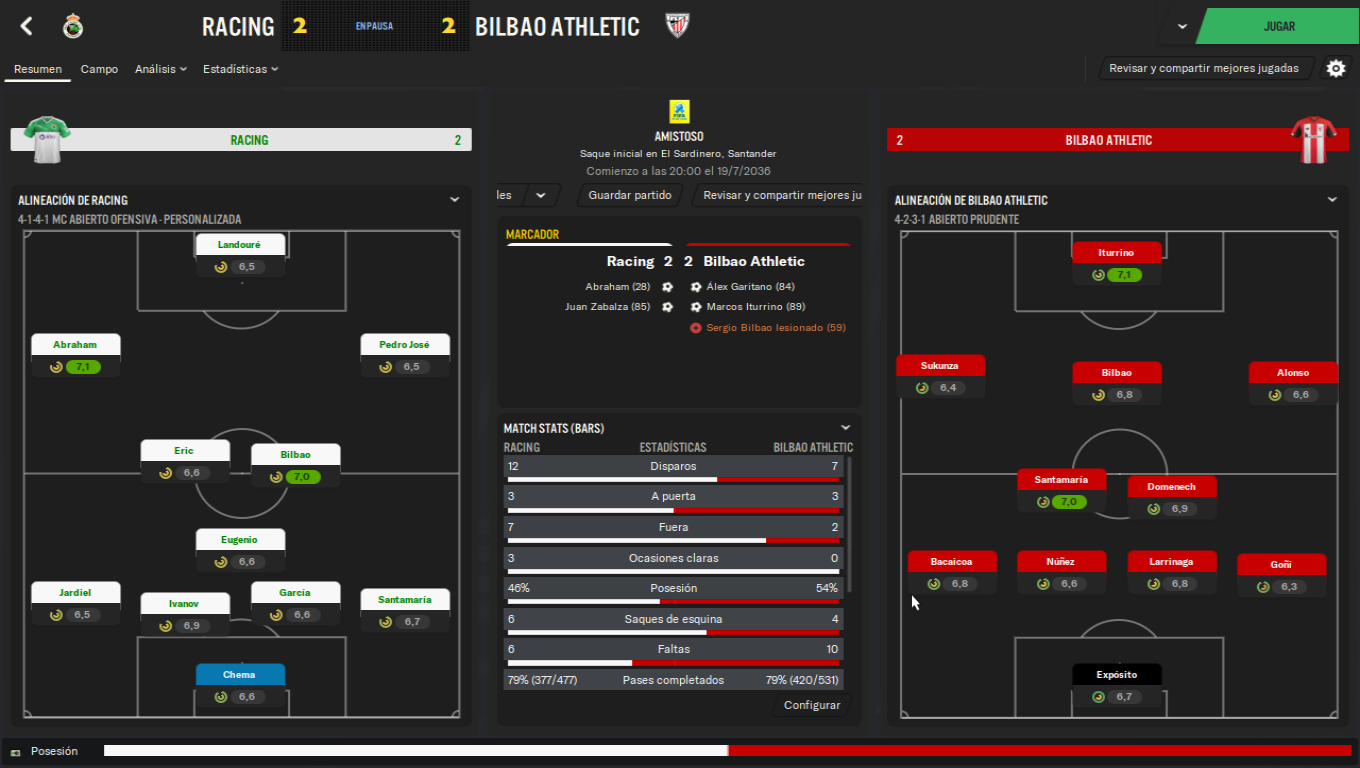 RACING 2 EN PAUSA 2 BILBAO ATHLETIC
JUGAR
Resumen Campo Análisis Estadísticas
Revisar y compartir mejores jugadas
RACING 2
ALINEACIÓN DE RACING
4-1-4-1 MC ABIERTO OFENSIVA - PERSONALIZADA
Landouré
6,5
Abraham
7,1
Pedro José
6,5
Eric
6,6
Bilbao
7,0
Eugenio
6,6
Jardiel
6,5
Ivanov
6,9
García
6,6
Santamaría
6,7
Chema
6,6
AMISTOSO
Saque inicial en El Sardinero, Santander
Comienzo a las 20:00 el 19/7/2036
les Guardar partido Revisar y compartir mejores ju
MARCADOR
Racing 2 2 Bilbao Athletic
Abraham (28) Álex Garitano (84)
Juan Zabalza (85) Marcos Iturrino (89)
Sergio Bilbao lesionado (59)
MATCH STATS (BARS)
RACING ESTADÍSTICAS BILBAO ATHLETIC
12 Disparos 7
3 A puerta 3
7 Fuera 2
3 Ocasiones claras 0
46% Posesión 54%
6 Saques de esquina 4
6 Faltas 10
79% (377/477) Pases completados 79% (420/531)
Configurar
2 BILBAO ATHLETIC
ALINEACIÓN DE BILBAO ATHLETIC
4-2-3-1 ABIERTO PRUDENTE
Iturrino
7,1
Sukunza
6,4
Bilbao
6,8
Alonso
6,6
Santamaría
7,0
Domenech
6,9
Bacaicoa
6,8
Núñez
6,6
Larrinaga
6,8
Goñi
6,3
Expósito
6,7
Posesión